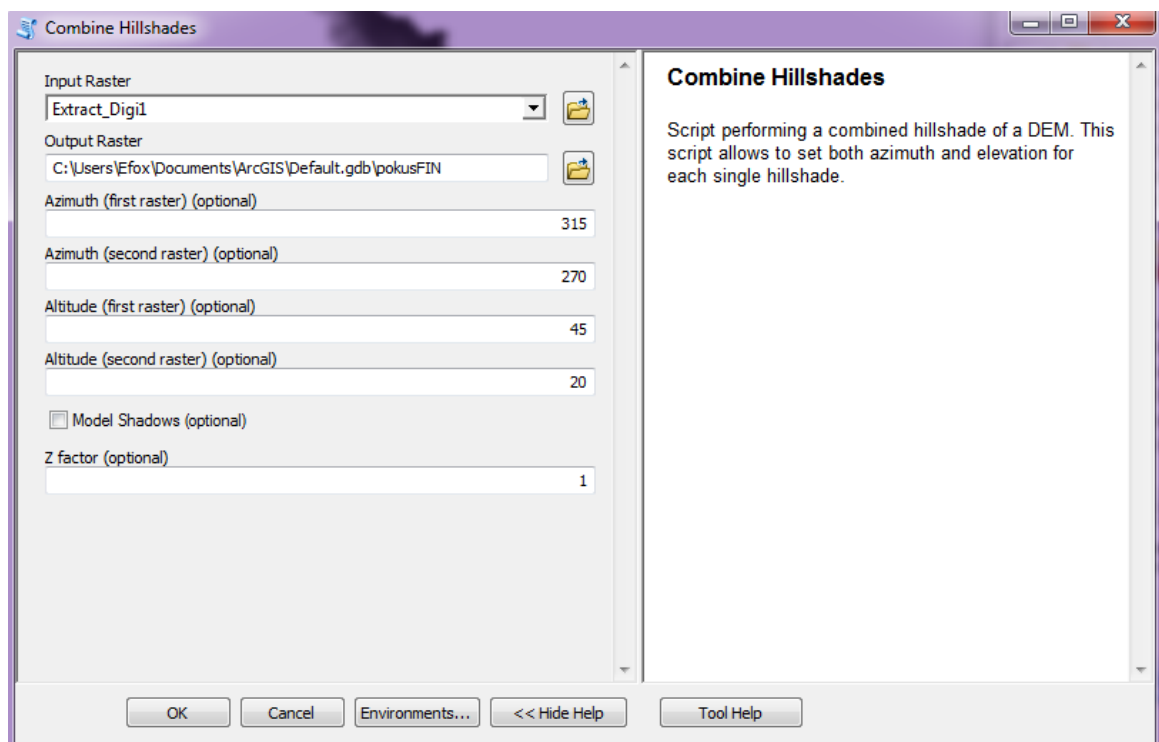 Combine Hillshades
Input Raster
Extract_Digi1
Output Raster
C:\Users\Efox\Documents\ArcGIS\Default.gdb\pokusFIN
Azimuth (first raster) (optional)
315
Azimuth (second raster) (optional)
270
Altitude (first raster) (optional)
45
Altitude (second raster) (optional)
20
Model Shadows (optional)
Z factor (optional)
1
Combine Hillshades
Script performing a combined hillshade of a DEM. This
script allows to set both azimuth and elevation for
each single hillshade.
OK
Cancel
Environments...
<< Hide Help
Tool Help